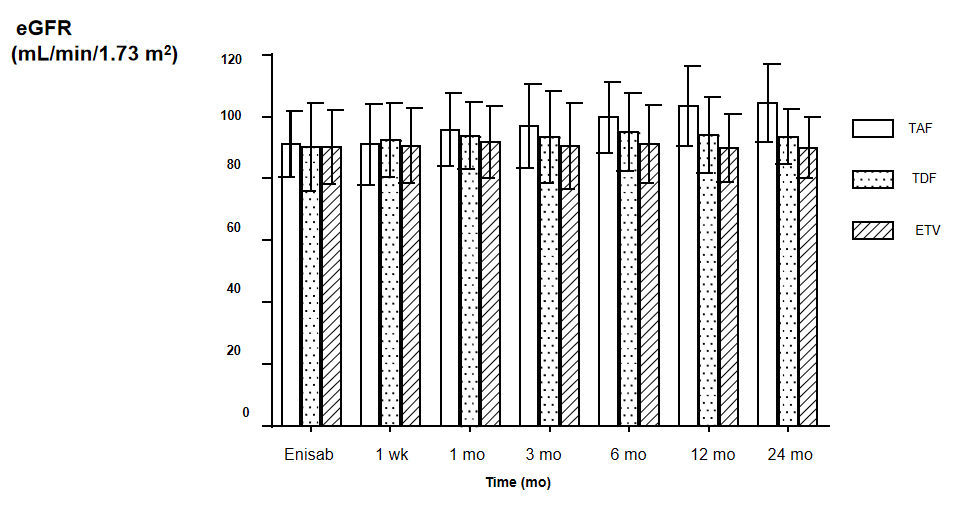 eGFR
(mL/min/1.73 m²)
120
100
80
60
40
20
0
TAF
TDF
ETV
Enisab 1 wk 1 mo 3 mo 6 mo 12 mo 24 mo
Time (mo)